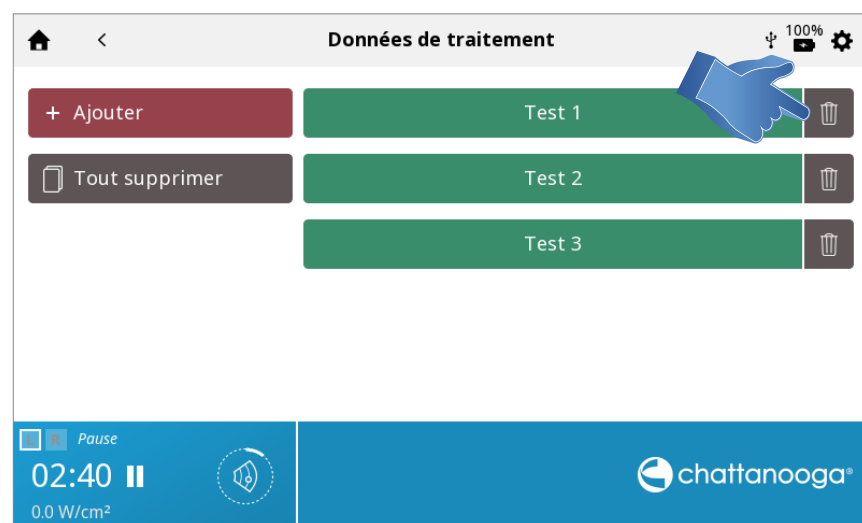 Données de traitement
100%
+ Ajouter
Test 1
Tout supprimer
Test 2
Test 3
L R Pause
02:40
0.0 W/cm²
chattanooga®